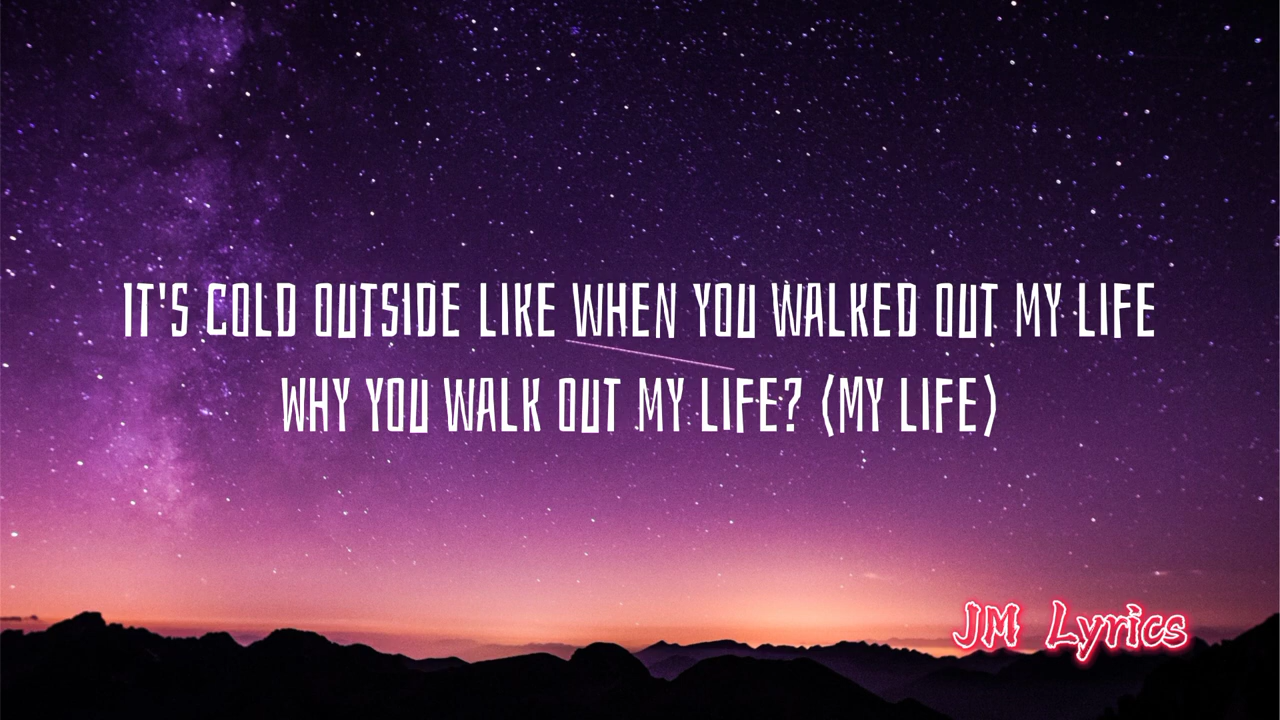 IT'S COLD OUTSIDE LIKE WHEN YOU WALKED OUT MY LIFE
WHY YOU WALK OUT MY LIFE? (MY LIFE)
JM Lyrics